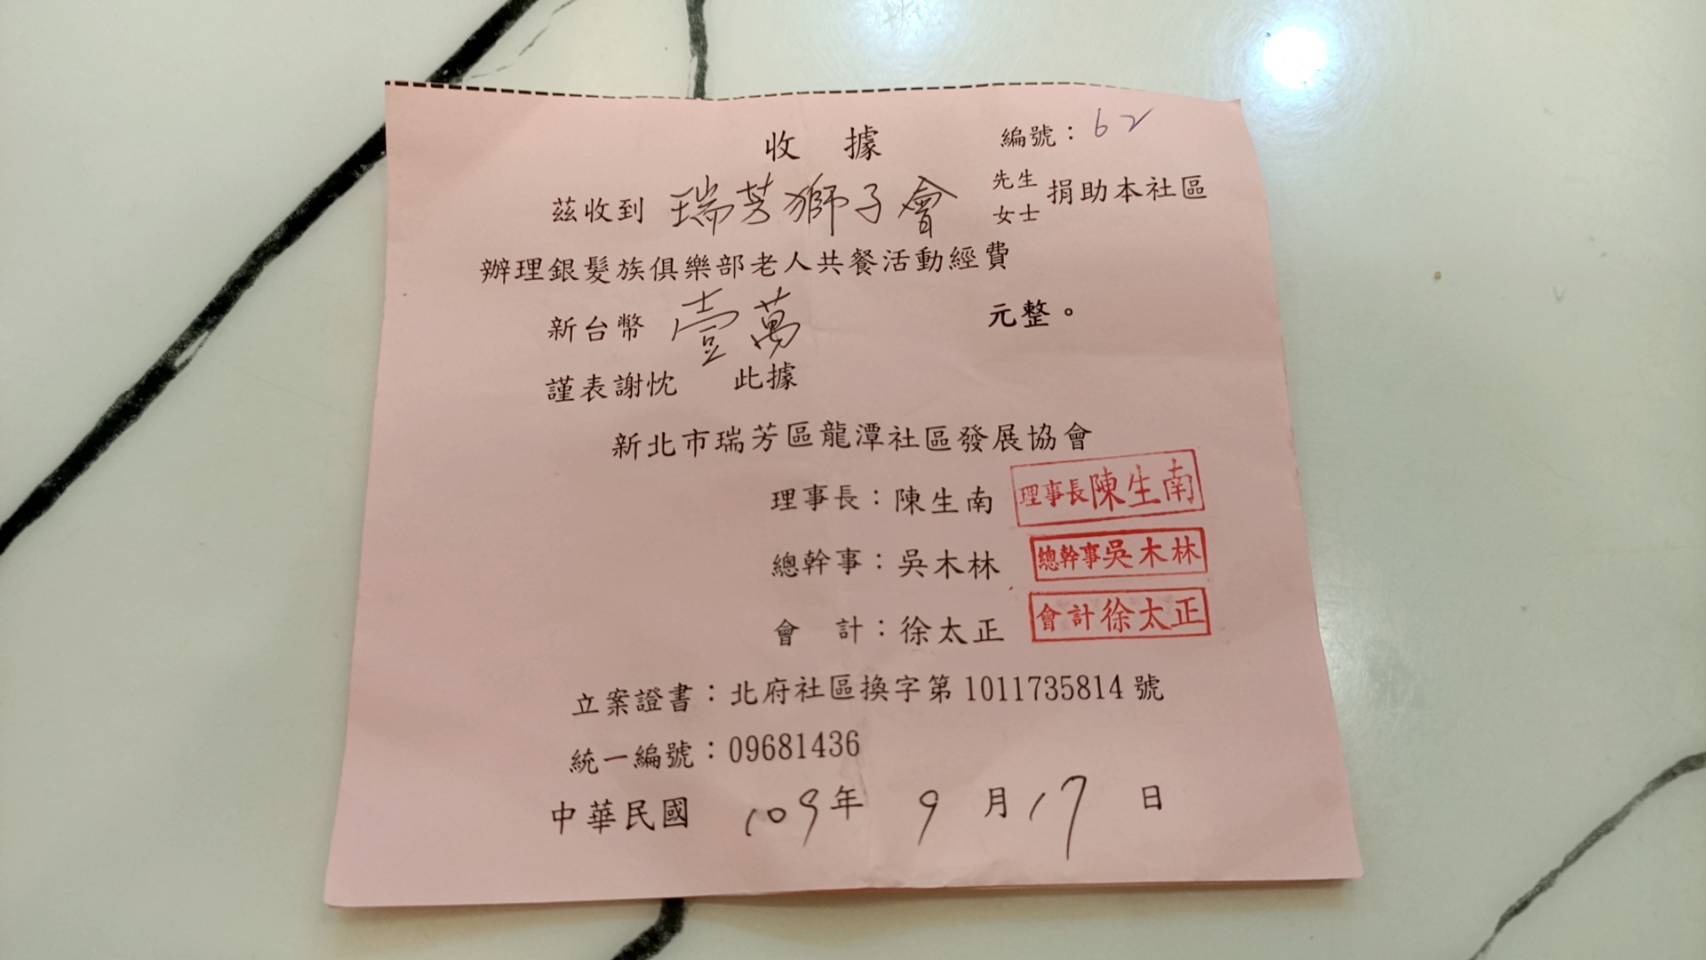 收 據
編號：62
茲收到 瑞芳獅子會 先生 女士 捐助本社區
辦理銀髮族俱樂部老人共餐活動經費
新台幣 壹萬 元整。
謹表謝忱 此據
新北市瑞芳區龍潭社區發展協會
理事長：陳生南 理事長陳生南
總幹事：吳木林 總幹事吳木林
會 計：徐太正 會計徐太正
立案證書：北府社區換字第1011735814號
統一編號：09681436
中華民國 109年 9月17日